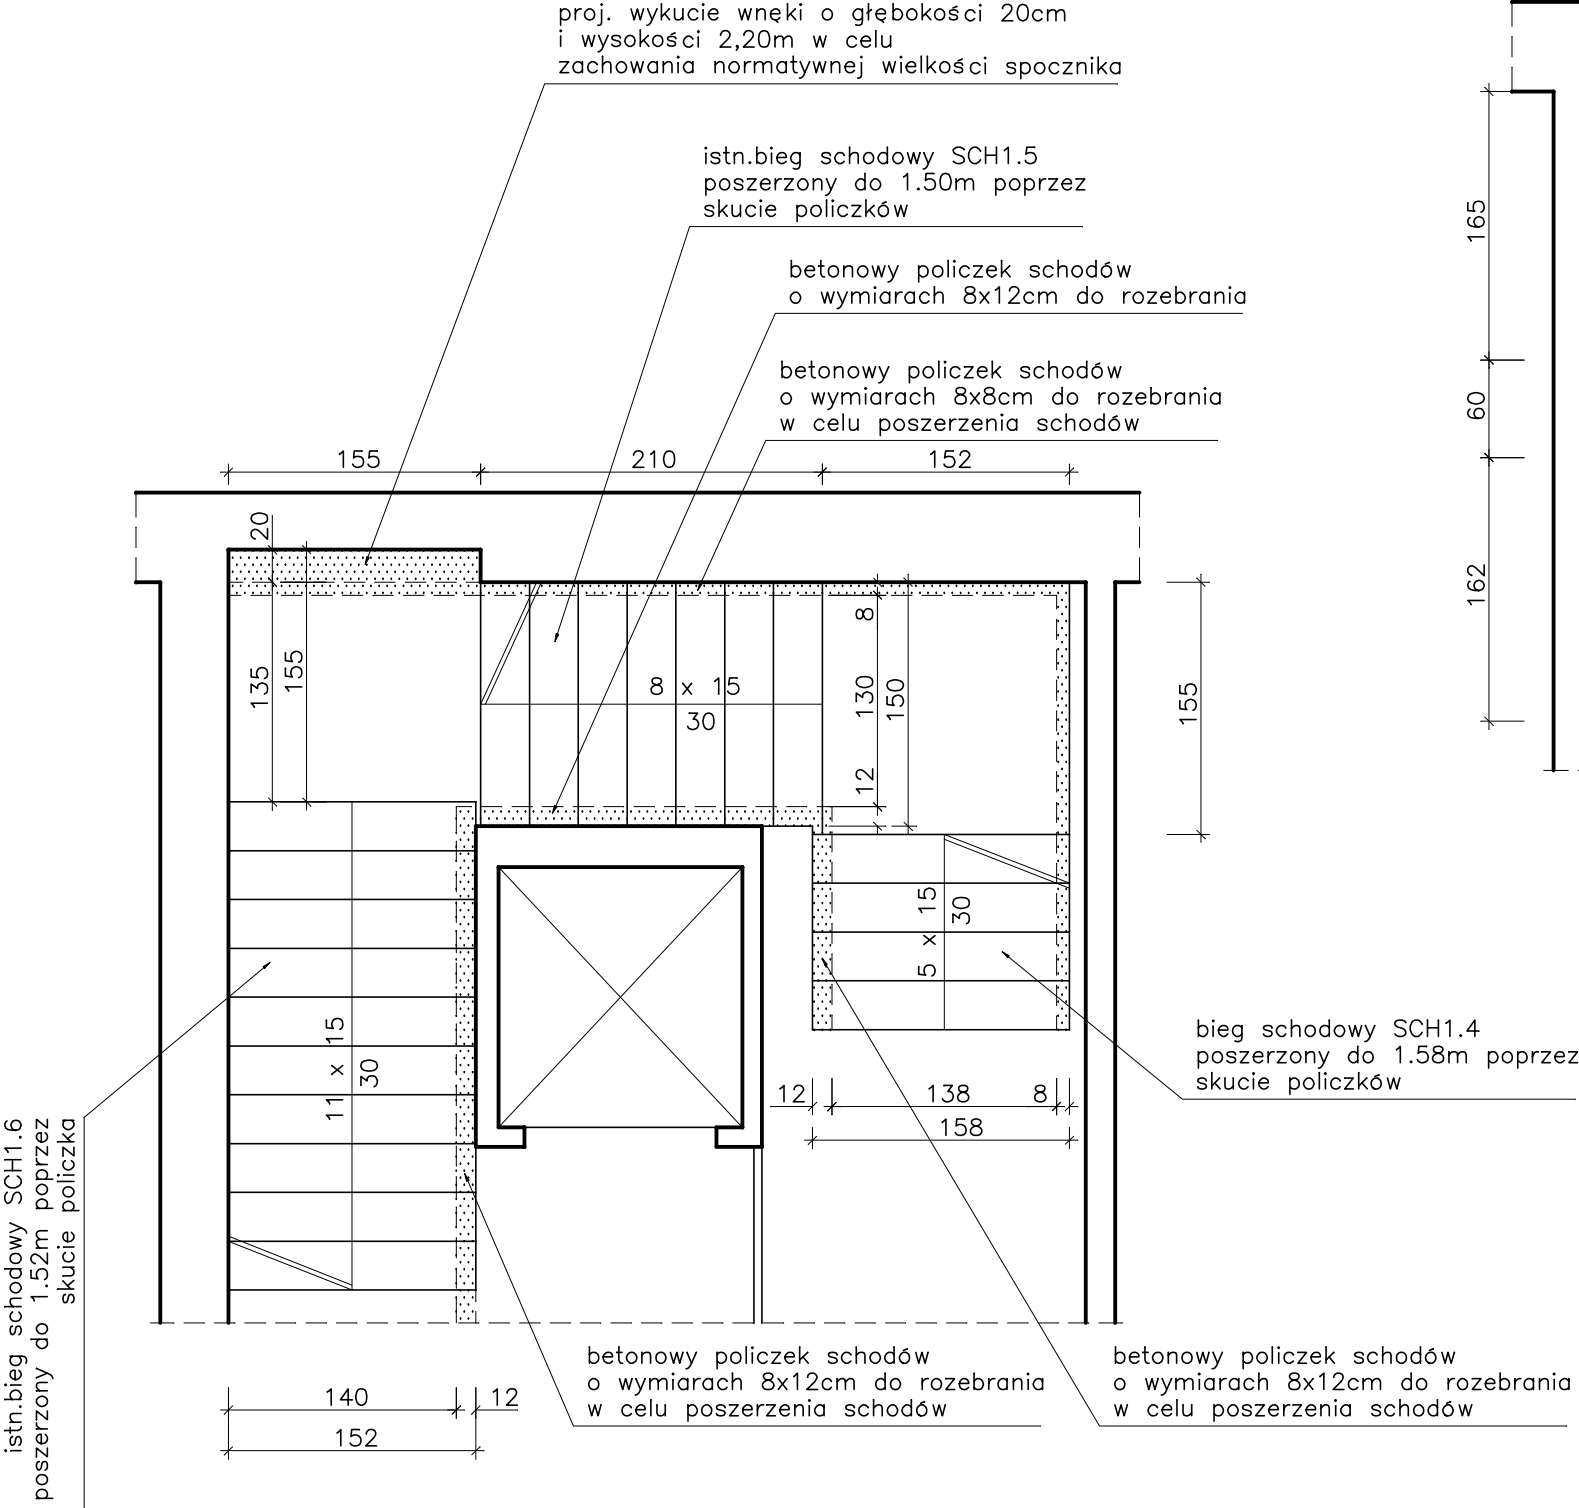 proj. wykucie wnęki o głębokości 20cm
i wysokości 2,20m w celu
zachowania normatywnej wielkości spocznika
istn.bieg schodowy SCH1.5
poszerzony do 1.50m poprzez
skucie policzków
betonowy policzek schodów
o wymiarach 8x12cm do rozebrania
betonowy policzek schodów
o wymiarach 8x8cm do rozebrania
w celu poszerzenia schodów
165
60
162
155
210
152
20
135
155
8 x 15
30
8
130
12
150
155
11 x 15
30
5 x 15
30
bieg schodowy SCH1.4
poszerzony do 1.58m poprzez
skucie policzków
12
138
8
158
istn.bieg schodowy SCH1.6
poszerzony do 1.52m poprzez
skucie policzka
betonowy policzek schodów
o wymiarach 8x12cm do rozebrania
w celu poszerzenia schodów
betonowy policzek schodów
o wymiarach 8x12cm do rozebrania
w celu poszerzenia schodów
140
12
152